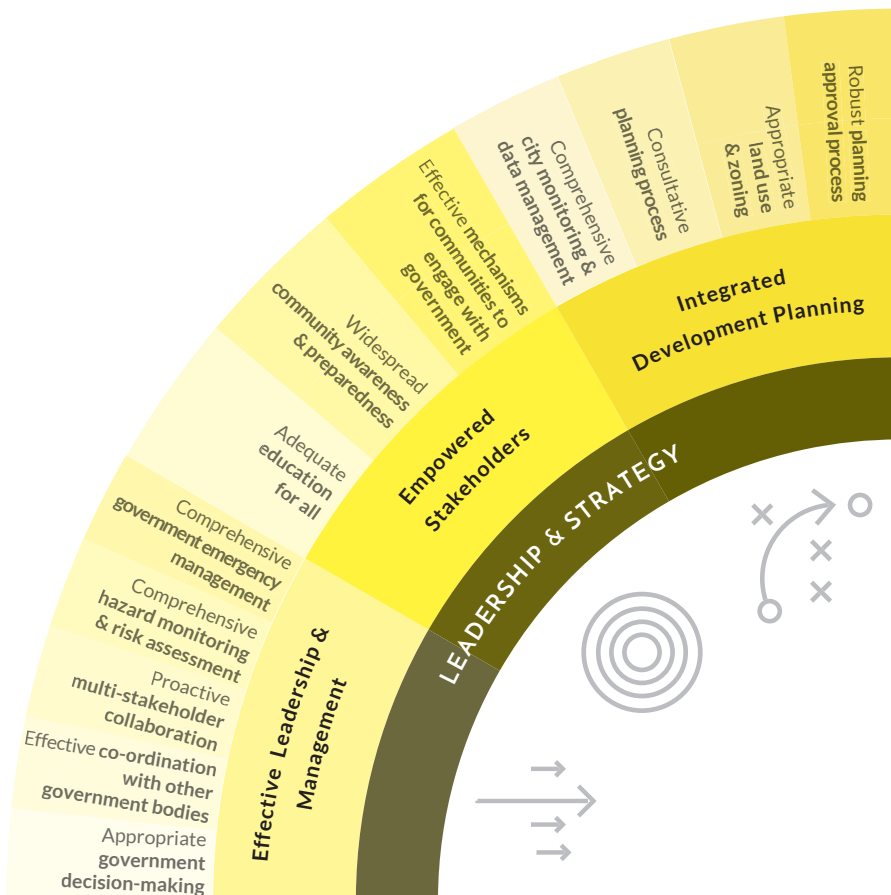 LEADERSHIP & STRATEGY
Effective Leadership &
Management
Appropriate
government
decision-making
Effective co-ordination
with other
government bodies
Proactive
multi-stakeholder
collaboration
Comprehensive
hazard monitoring
& risk assessment
Comprehensive
government emergency
management
Empowered
Stakeholders
Adequate
education
for all
Widespread
community awareness
& preparedness
Effective mechanisms
for communities to
engage with
government
Integrated
Development Planning
Comprehensive
city monitoring &
data management
Consultative
planning process
Appropriate
land use
& zoning
Robust planning
approval process